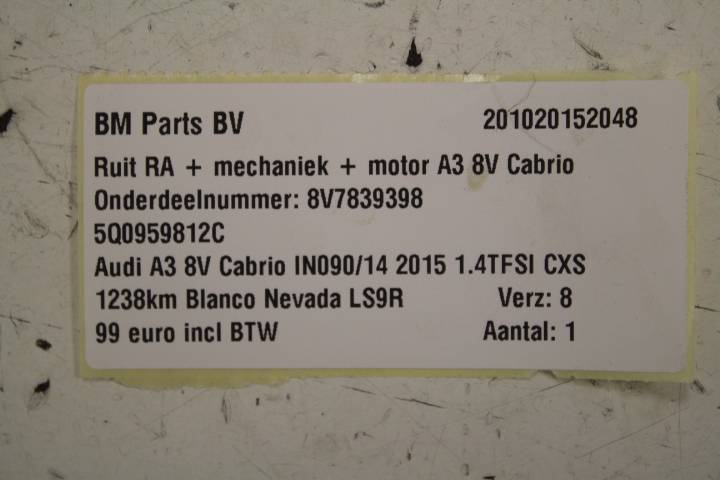 BM Parts BV 201020152048
Ruit RA + mechaniek + motor A3 8V Cabrio
Onderdeelnummer: 8V7839398
5Q0959812C
Audi A3 8V Cabrio IN090/14 2015 1.4TFSI CXS
1238km Blanco Nevada LS9R Verz: 8
99 euro incl BTW Aantal: 1